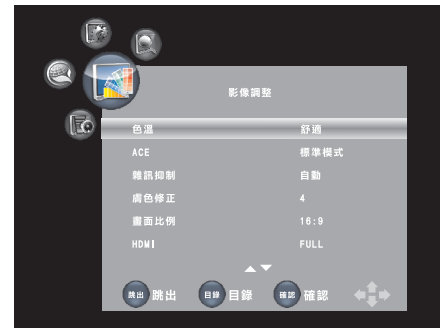 影像調整
色溫 舒適
ACE 標準模式
雜訊抑制 自動
膚色修正 4
畫面比例 16:9
HDMI FULL
跳出 跳出 目錄 目錄 確認 確認